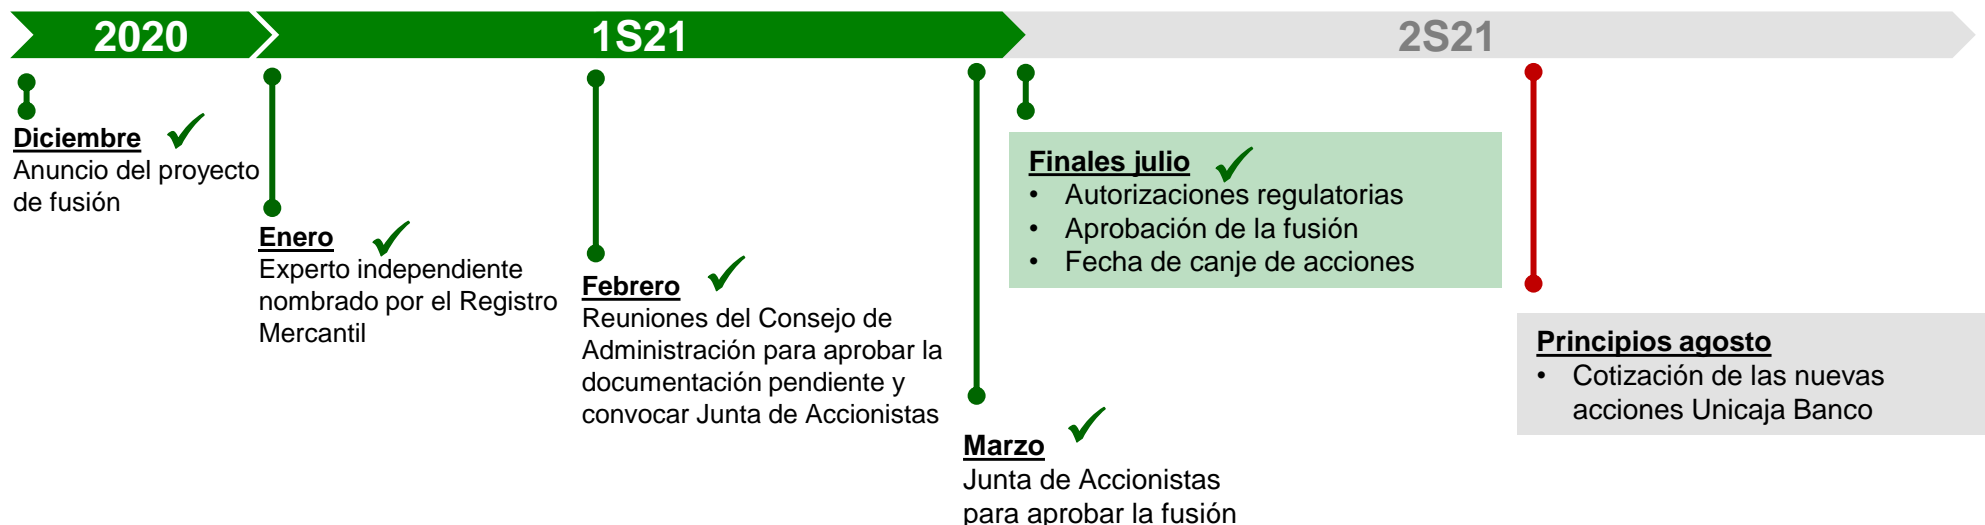 2020
1S21
2S21
Diciembre
Anuncio del proyecto
de fusión
Enero
Experto independiente
nombrado por el Registro
Mercantil
Febrero
Reuniones del Consejo de
Administración para aprobar la
documentación pendiente y
convocar Junta de Accionistas
Marzo
Junta de Accionistas
para aprobar la fusión
Finales julio
• Autorizaciones regulatorias
• Aprobación de la fusión
• Fecha de canje de acciones
Principios agosto
• Cotización de las nuevas
acciones Unicaja Banco